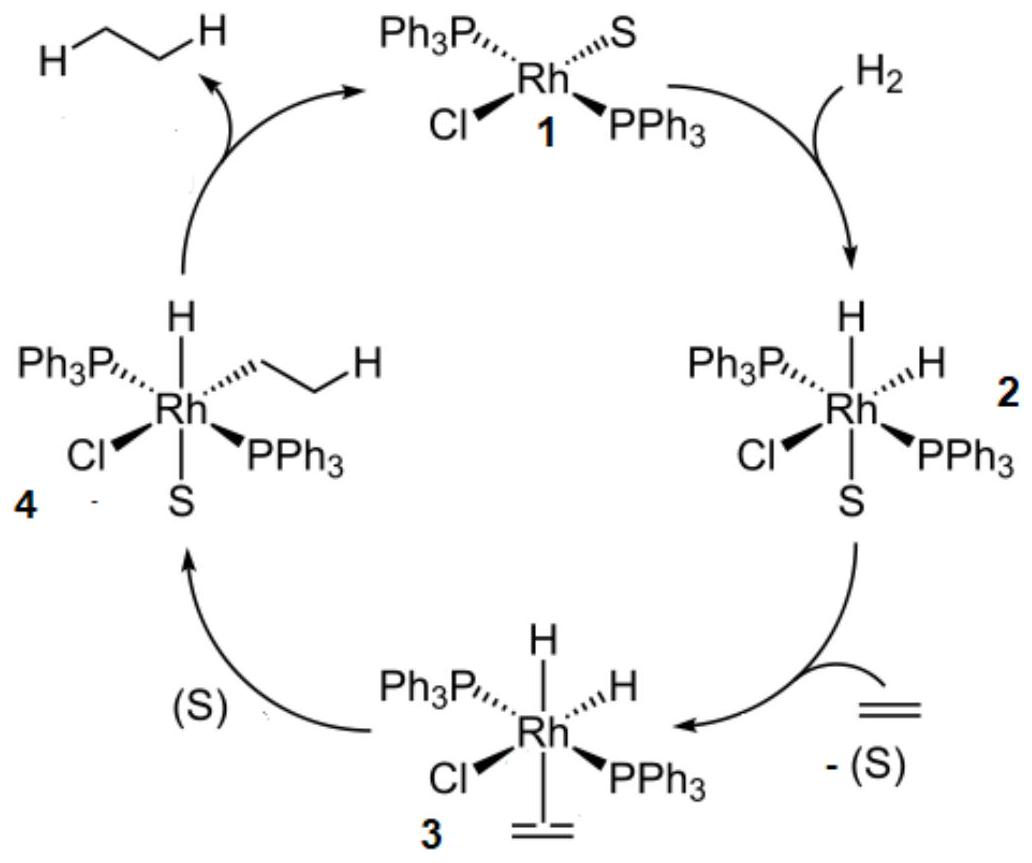 H H
Ph₃P S
Rh
Cl PPh₃
1
H₂
H
Ph₃P H
Rh
Cl PPh₃
S
2
H
Ph₃P H
Rh
Cl PPh₃
S
4
(S)
- (S)
H
Ph₃P H
Rh
Cl PPh₃
3